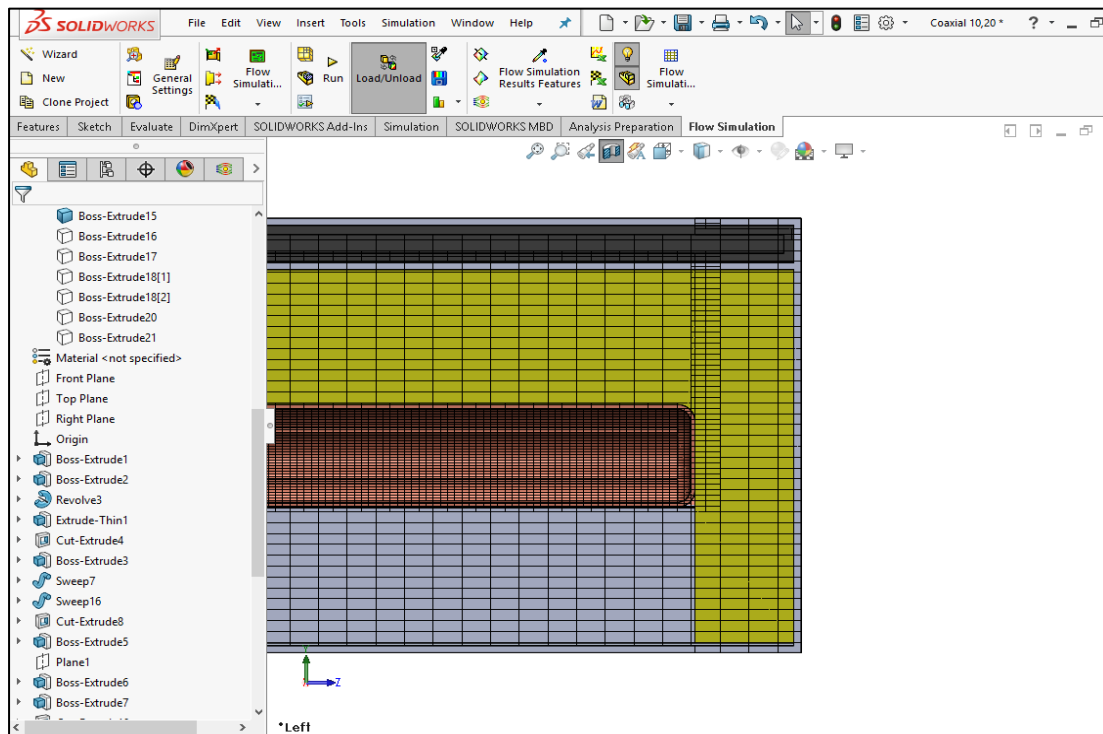 SOLIDWORKS File Edit View Insert Tools Simulation Window Help Coaxial 10,20 * ?
Wizard
New
Clone Project
General
Settings
Flow
Simulati...
Run
Load/Unload
Flow Simulation
Results Features
Flow
Simulati...
Features Sketch Evaluate DimXpert SOLIDWORKS Add-Ins Simulation SOLIDWORKS MBD Analysis Preparation Flow Simulation
Boss-Extrude15
Boss-Extrude16
Boss-Extrude17
Boss-Extrude18[1]
Boss-Extrude18[2]
Boss-Extrude20
Boss-Extrude21
Material <not specified>
Front Plane
Top Plane
Right Plane
Origin
Boss-Extrude1
Boss-Extrude2
Revolve3
Extrude-Thin1
Cut-Extrude4
Boss-Extrude3
Sweep7
Sweep16
Cut-Extrude8
Boss-Extrude5
Plane1
Boss-Extrude6
Boss-Extrude7
Y
Z
*Left